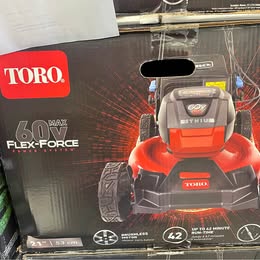 TORO.
60V MAX
FLEX-FORCE
POWER SYSTEM
60V
LITHIUM
TORO
21" | 53 cm
BRUSHLESS
MOTOR
42
UP TO 42 MINUTE
RUN-TIME